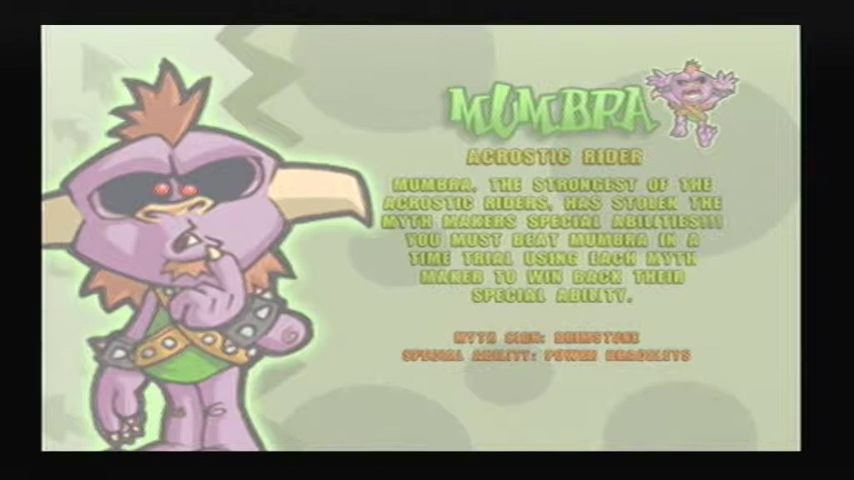 MUMBRA
ACROSTIC RIDER
MUMBRA, THE STRONGEST OF THE
ACROSTIC RIDERS, HAS STOLEN THE
MYTH MAKERS SPECIAL ABILITIES!!!
YOU MUST BEAT MUMBRA IN A
TIME TRIAL USING EACH MYTH
MAKER TO WIN BACK THEIR
SPECIAL ABILITY.
MYTH SIGN: BRIMSTONE
SPECIAL ABILITY: POWER BRACELETS